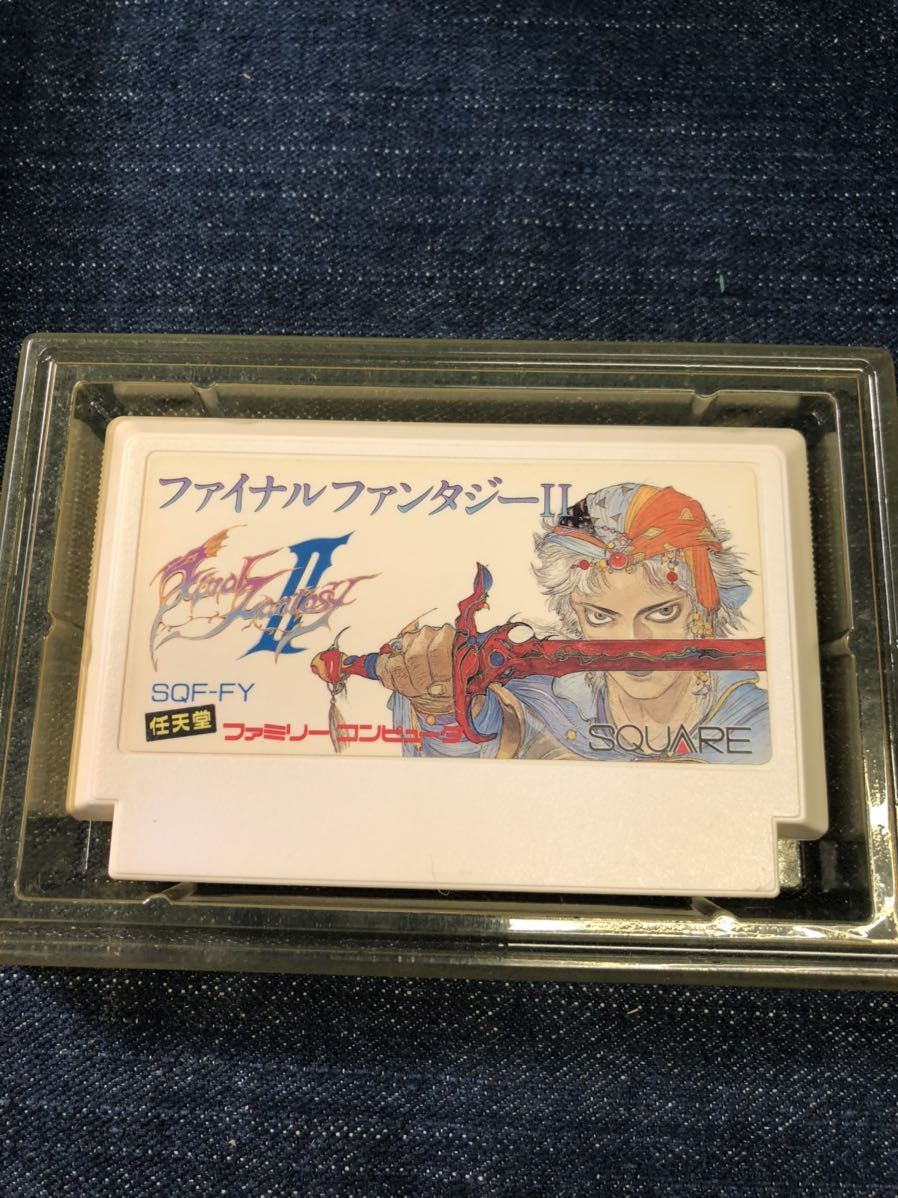 ファイナルファンタジーII
Final Fantasy II
SQF-FY
任天堂 ファミリーコンピュータ
SQUARE